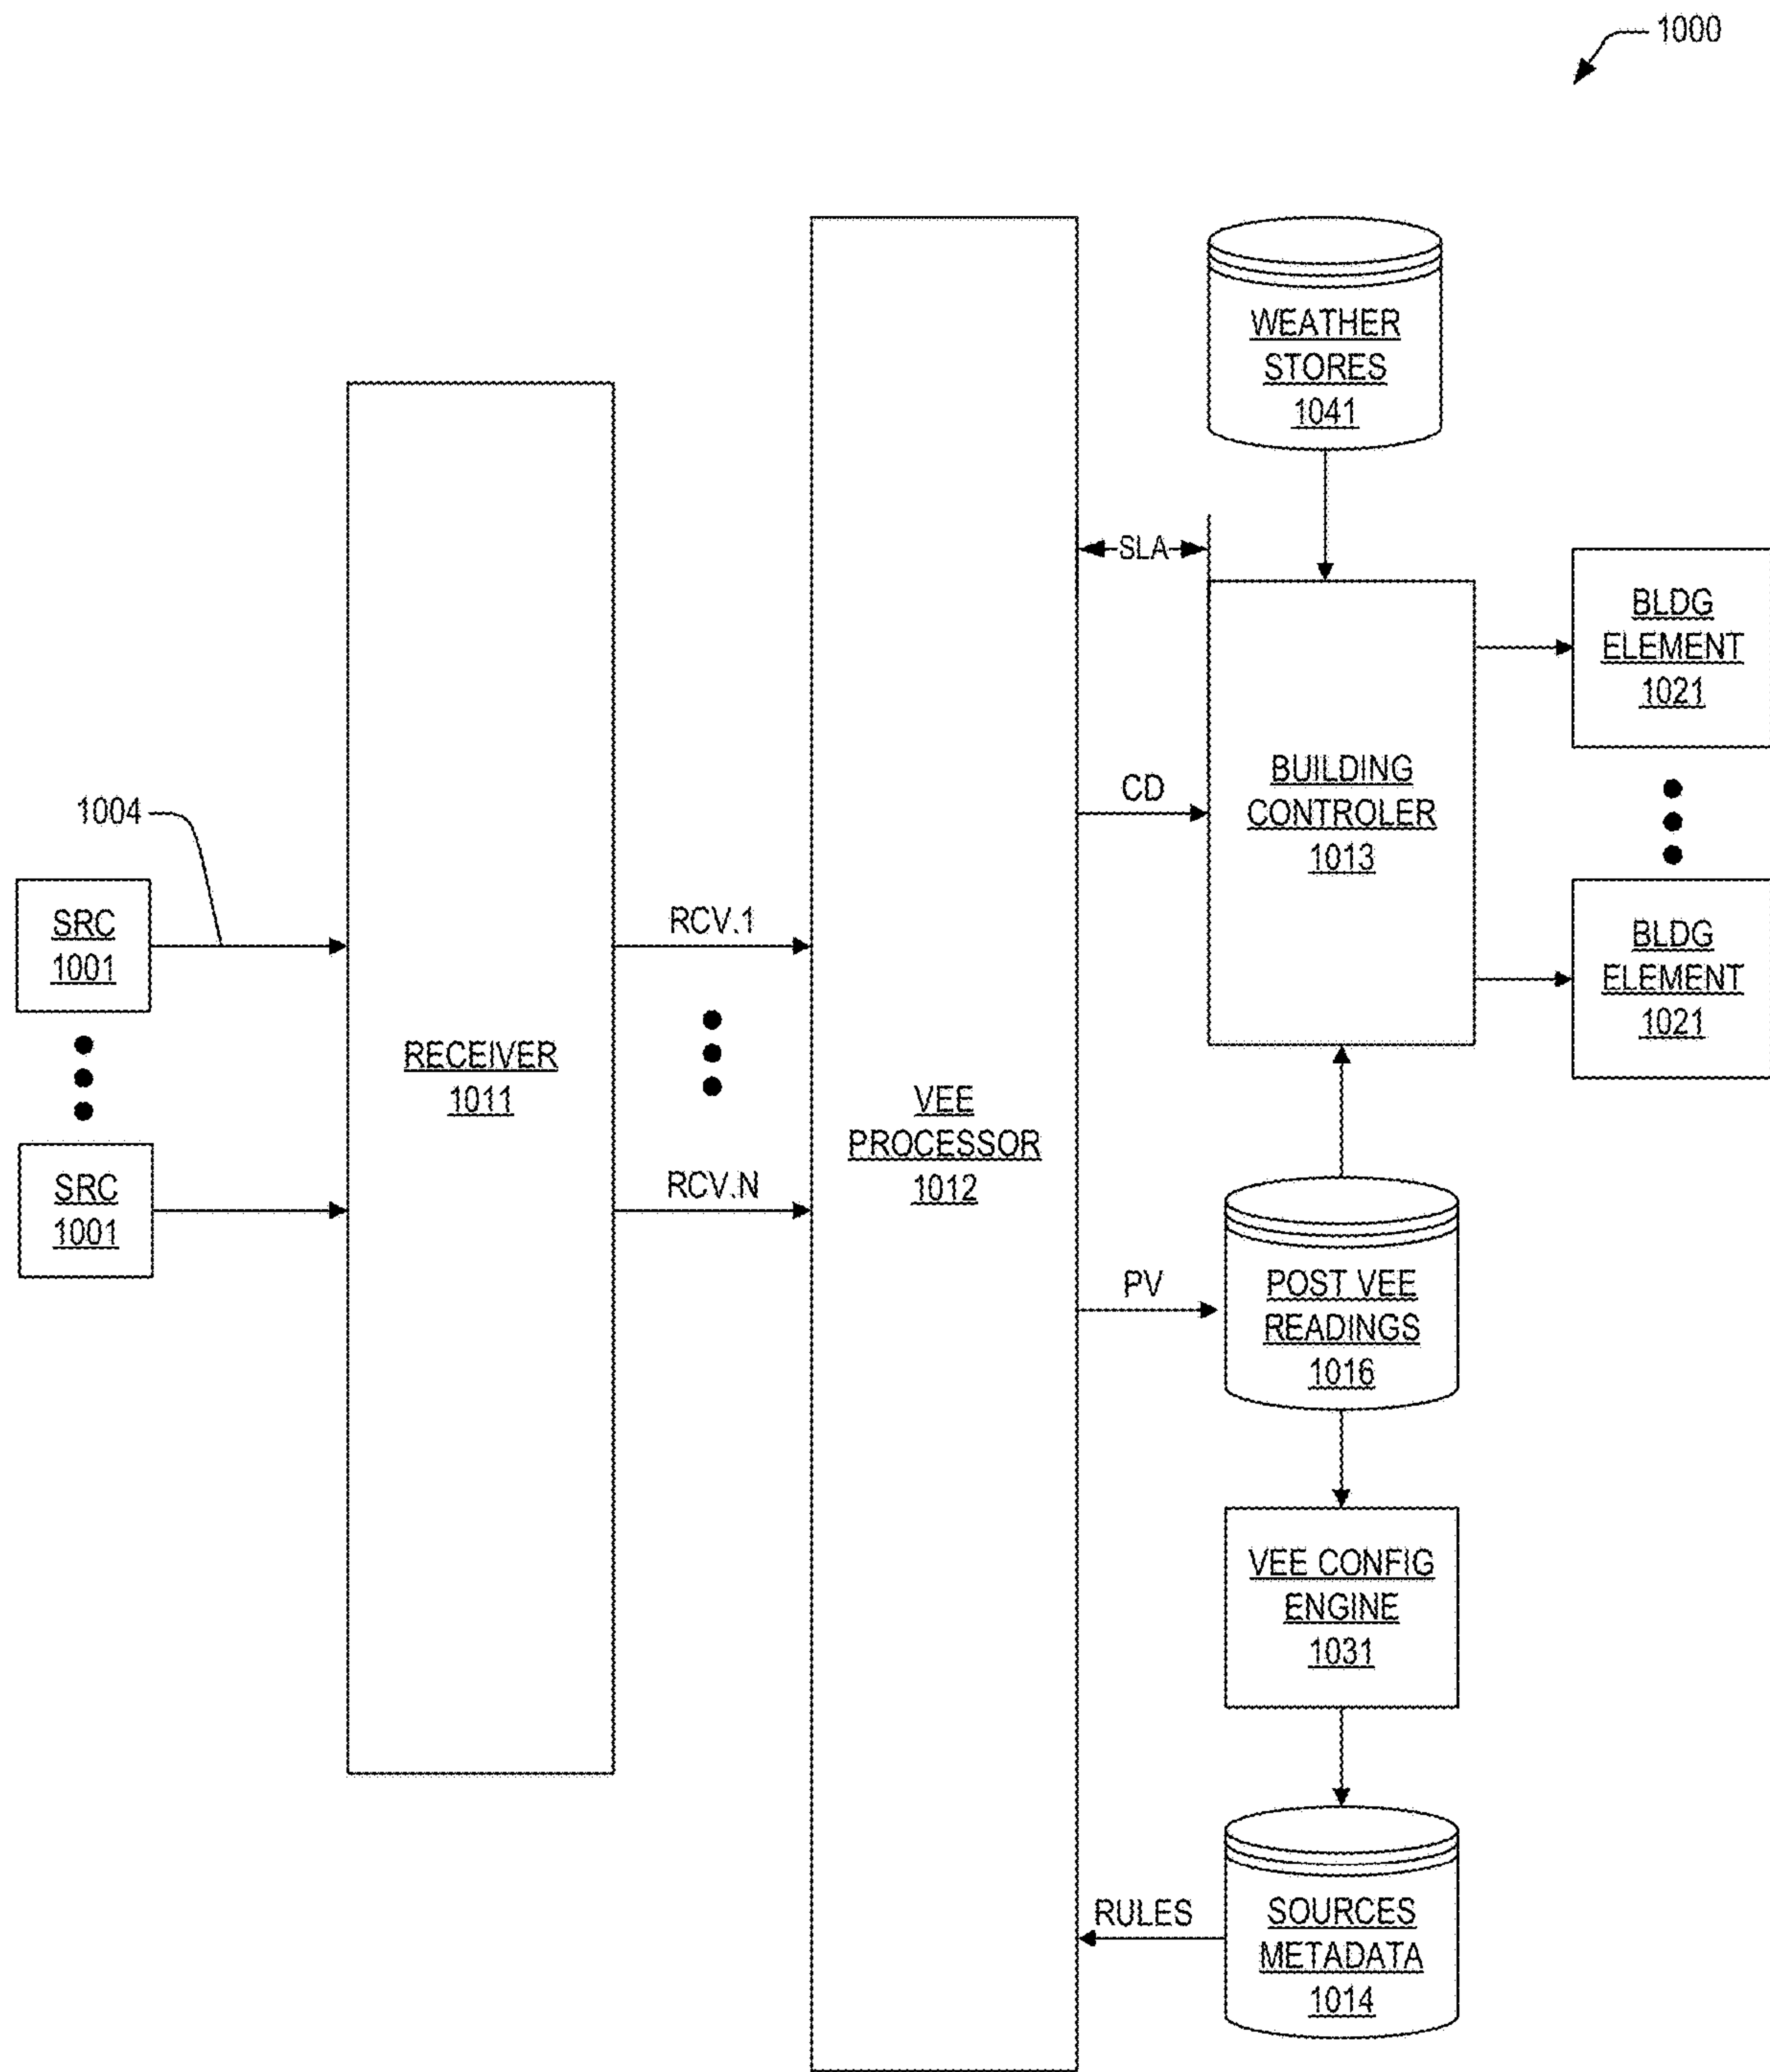 1000
WEATHER
STORES
1041
SLA
BLDG
ELEMENT
1021
BUILDING
CONTROLER
1013
CD
1004
SRC
1001
RCV.1
BLDG
ELEMENT
1021
RECEIVER
1011
VEE
PROCESSOR
1012
SRC
1001
RCV.N
PV
POST VEE
READINGS
1016
VEE CONFIG
ENGINE
1031
RULES
SOURCES
METADATA
1014